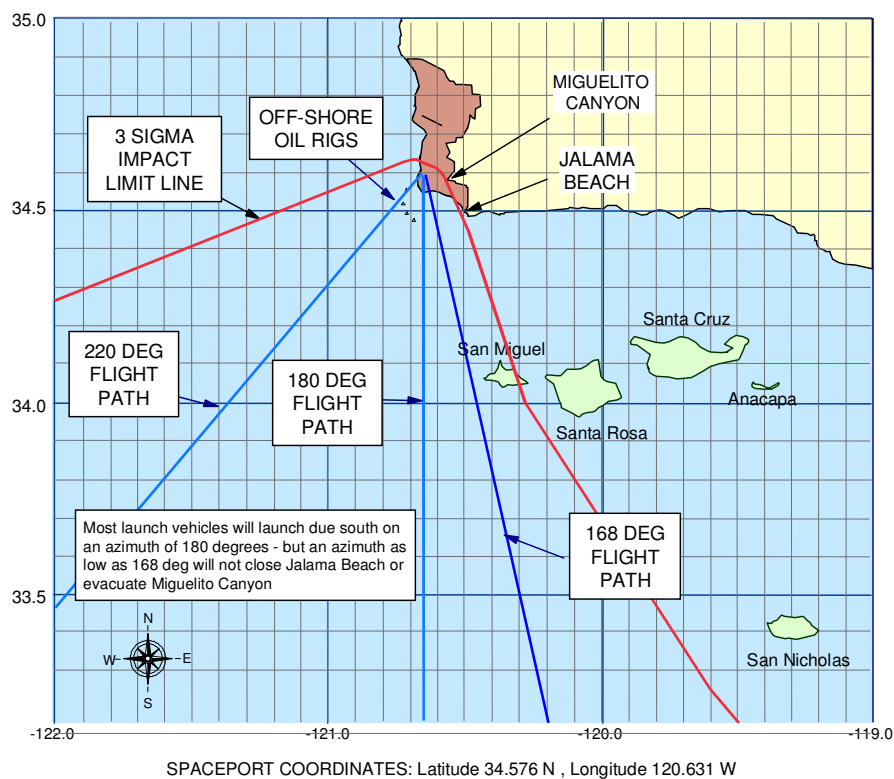 35.0
MIGUELITO
CANYON
OFF-SHORE
OIL RIGS
3 SIGMA
IMPACT
LIMIT LINE
JALAMA
BEACH
34.5
Santa Cruz
San Miguel
220 DEG
FLIGHT
PATH
180 DEG
FLIGHT
PATH
Anacapa
34.0
Santa Rosa
Most launch vehicles will launch due south on
an azimuth of 180 degrees - but an azimuth as
low as 168 deg will not close Jalama Beach or
evacuate Miguelito Canyon
168 DEG
FLIGHT
PATH
33.5
N
W E
S
San Nicholas
-122.0 -121.0 -120.0 -119.0
SPACEPORT COORDINATES: Latitude 34.576 N , Longitude 120.631 W